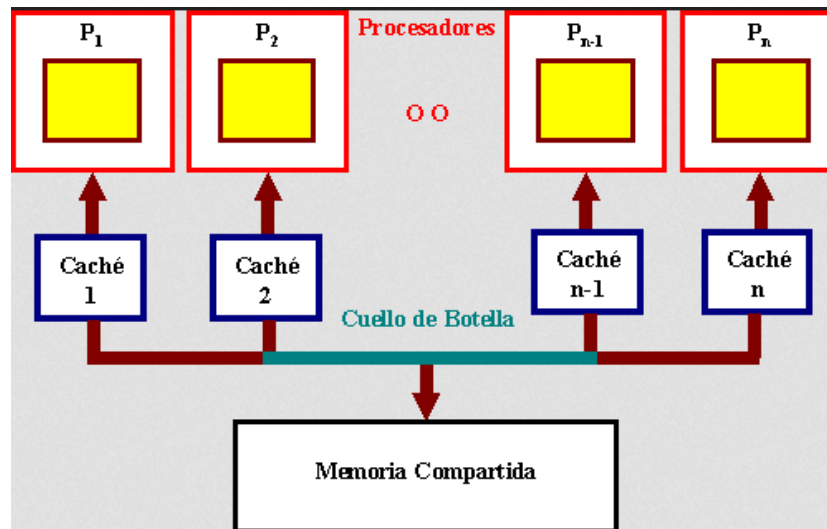 P1
P2
Procesadores
Pn-1
Pn
O O
Caché
1
Caché
2
Caché
n-1
Caché
n
Cuello de Botella
Memoria Compartida